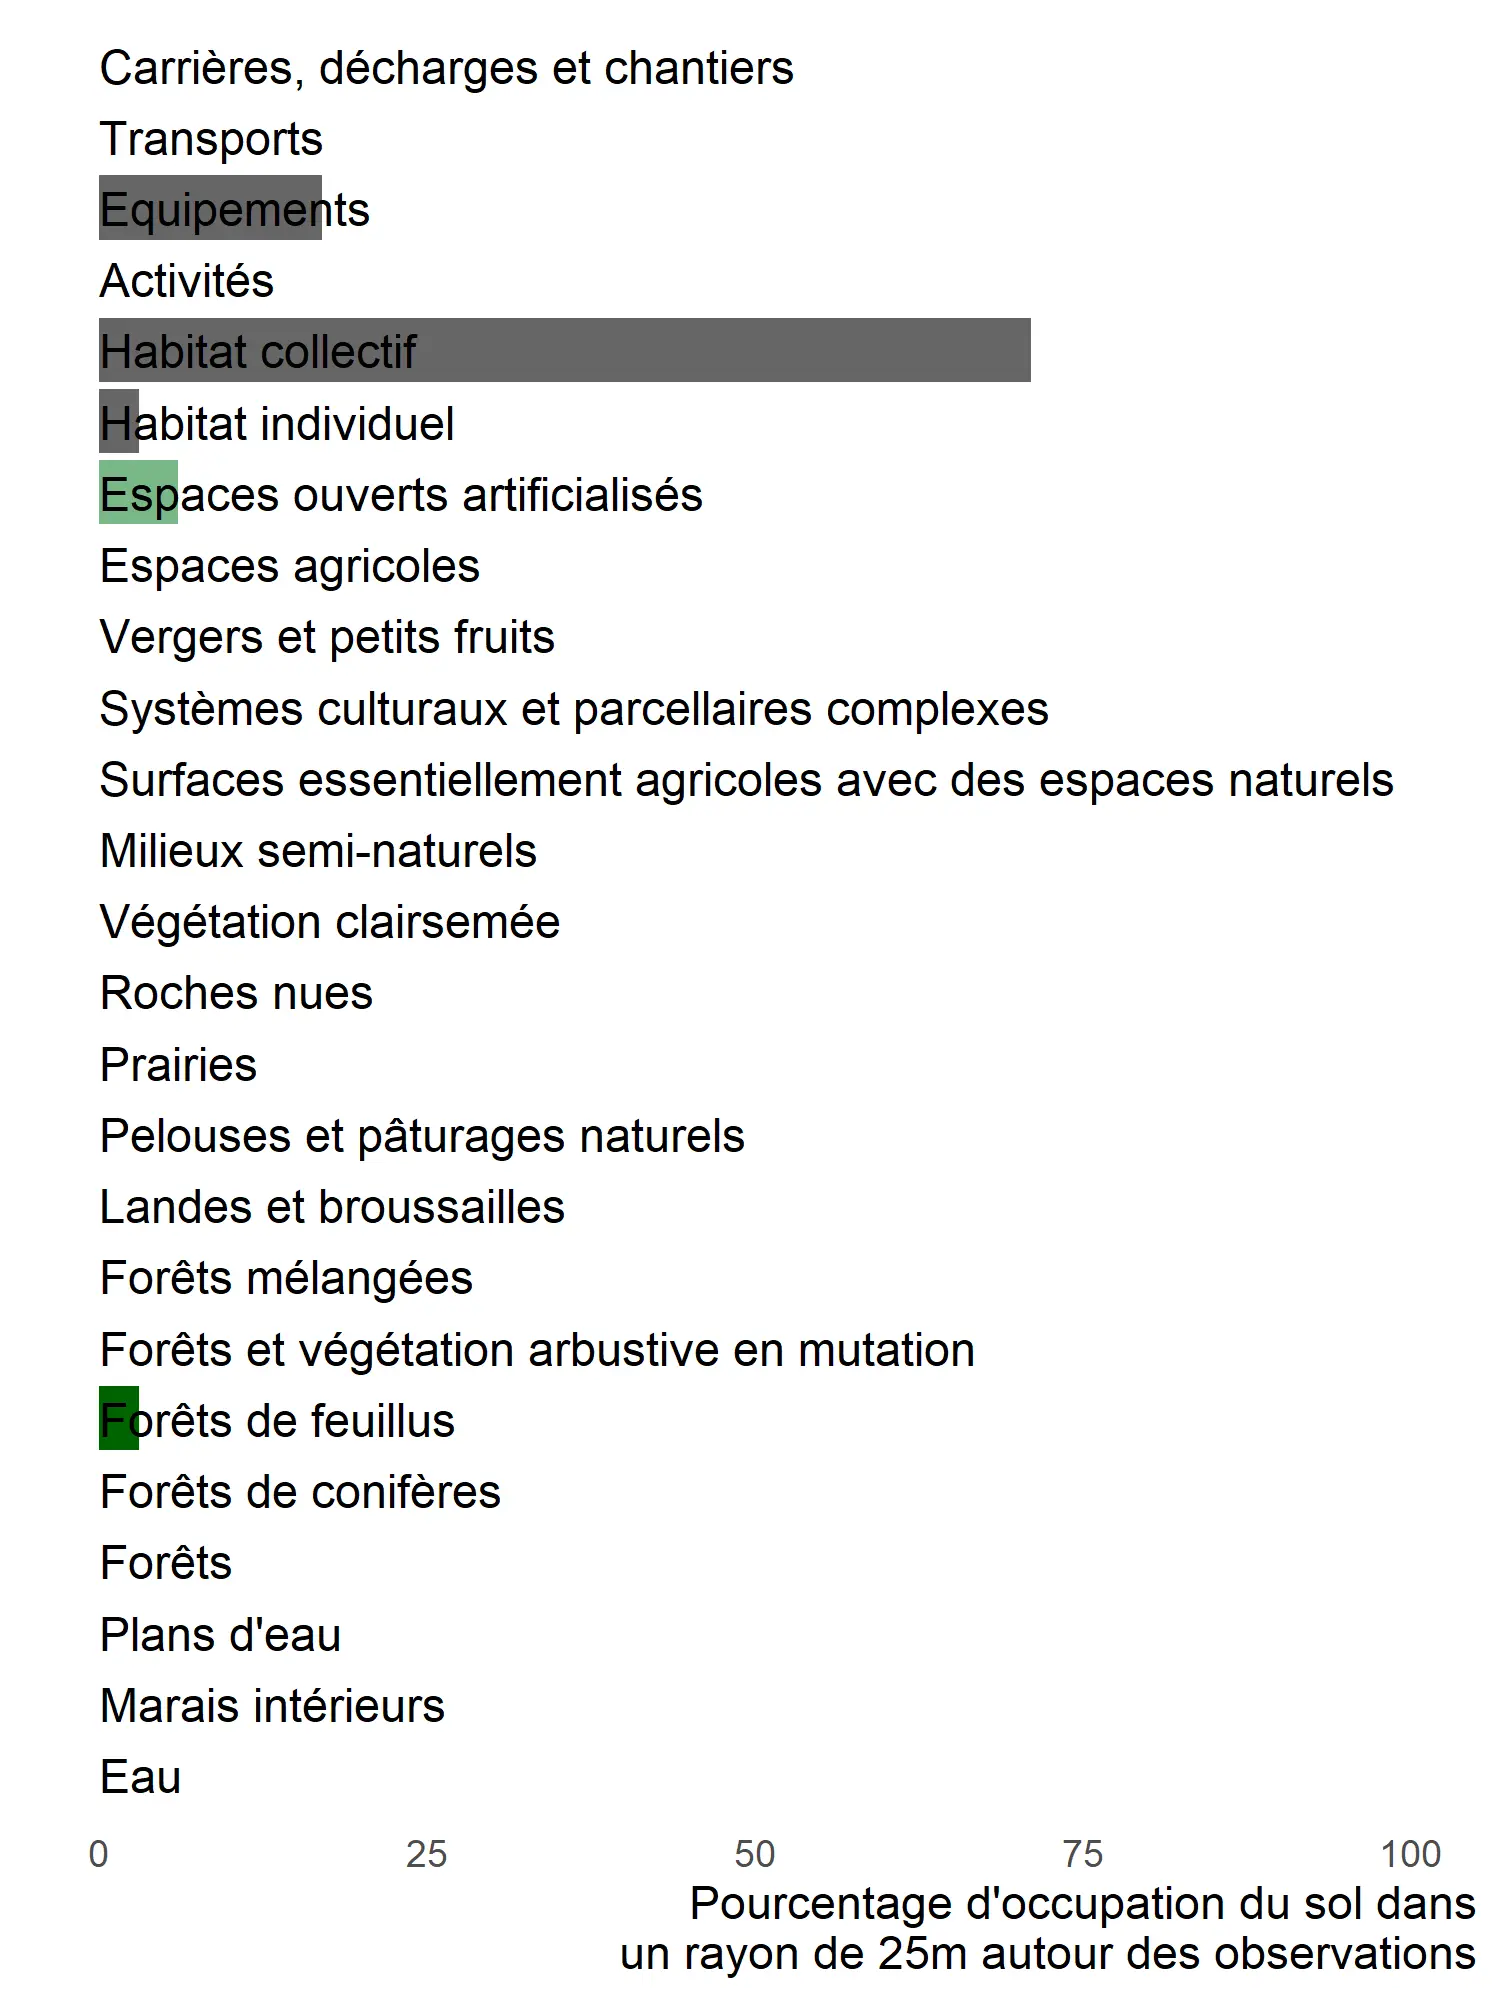 Carrières, décharges et chantiers
Transports
Equipements
Activités
Habitat collectif
Habitat individuel
Espaces ouverts artificialisés
Espaces agricoles
Vergers et petits fruits
Systèmes culturaux et parcellaires complexes
Surfaces essentiellement agricoles avec des espaces naturels
Milieux semi-naturels
Végétation clairsemée
Roches nues
Prairies
Pelouses et pâturages naturels
Landes et broussailles
Forêts mélangées
Forêts et végétation arbustive en mutation
Forêts de feuillus
Forêts de conifères
Forêts
Plans d'eau
Marais intérieurs
Eau
0 25 50 75 100
Pourcentage d'occupation du sol dans
un rayon de 25m autour des observations